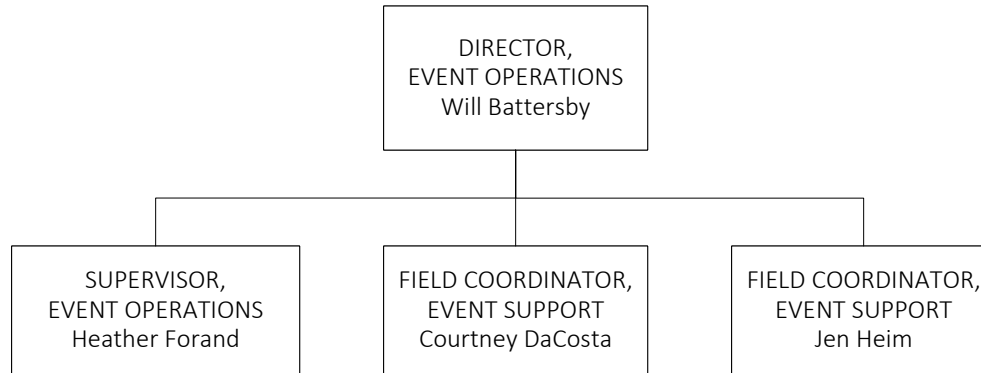 DIRECTOR,
EVENT OPERATIONS
Will Battersby
SUPERVISOR,
EVENT OPERATIONS
Heather Forand
FIELD COORDINATOR,
EVENT SUPPORT
Courtney DaCosta
FIELD COORDINATOR,
EVENT SUPPORT
Jen Heim